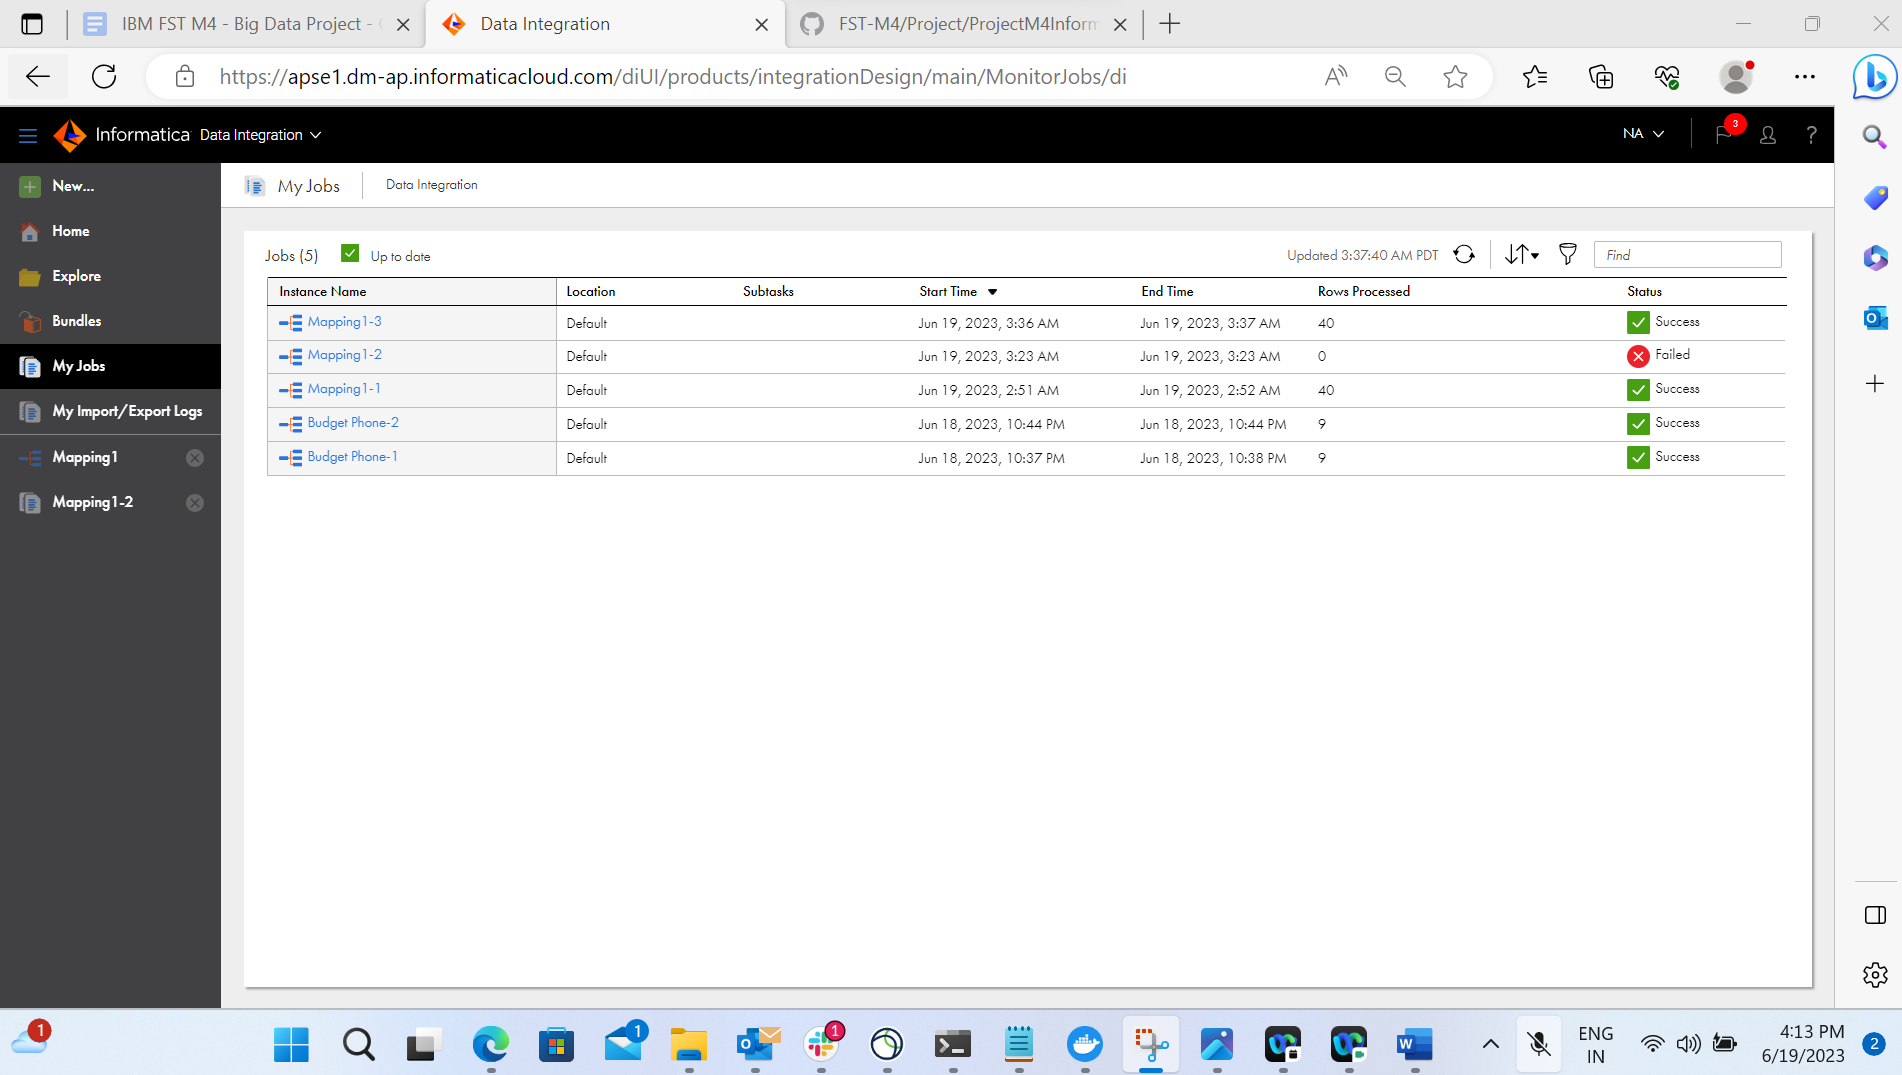 IBM FST M4 - Big Data Project -
Data Integration
FST-M4/Project/ProjectM4Inform
https://apse1.dm-ap.informaticacloud.com/diUI/products/integrationDesign/main/MonitorJobs/di
Informatica Data Integration
NA
3
?
New...
Home
Explore
Bundles
My Jobs
My Import/Export Logs
Mapping1
Mapping1-2
My Jobs
Data Integration
Jobs (5)
Up to date
Updated 3:37:40 AM PDT
Find
Instance Name Location Subtasks Start Time End Time Rows Processed Status
Mapping1-3 Default Jun 19, 2023, 3:36 AM Jun 19, 2023, 3:37 AM 40 Success
Mapping1-2 Default Jun 19, 2023, 3:23 AM Jun 19, 2023, 3:23 AM 0 Failed
Mapping1-1 Default Jun 19, 2023, 2:51 AM Jun 19, 2023, 2:52 AM 40 Success
Budget Phone-2 Default Jun 18, 2023, 10:44 PM Jun 18, 2023, 10:44 PM 9 Success
Budget Phone-1 Default Jun 18, 2023, 10:37 PM Jun 18, 2023, 10:38 PM 9 Success
1
1
1
ENG
IN
4:13 PM
6/19/2023
2